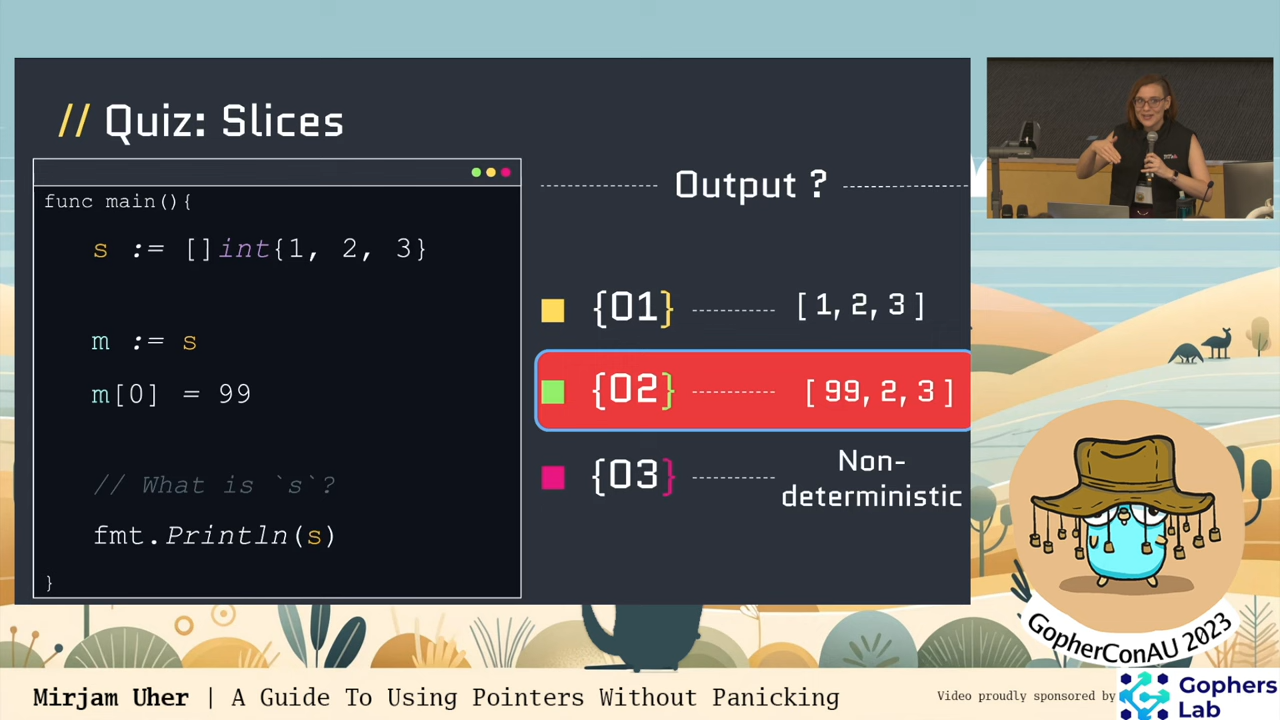 // Quiz: Slices
func main(){
s := []int{1, 2, 3}
m := s
m[0] = 99
// What is `s`?
fmt.Println(s)
}
Output ?
{01} [ 1, 2, 3 ]
{02} [ 99, 2, 3 ]
{03} Non-
deterministic
GopherConAU 2023
Mirjam Uher | A Guide To Using Pointers Without Panicking
Video proudly sponsored by
Gophers
Lab